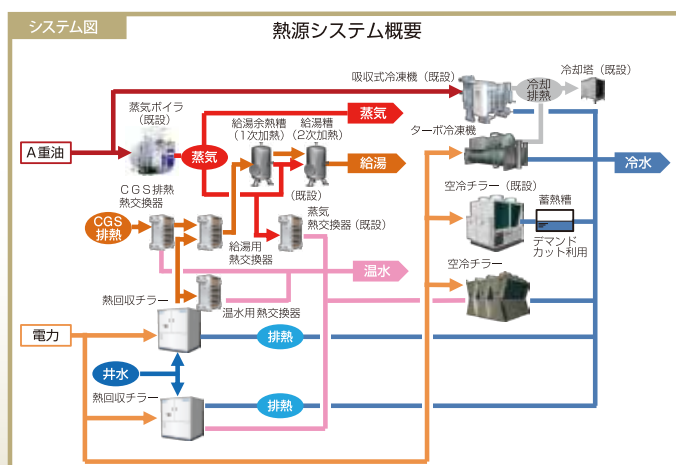 システム図
熱源システム概要
吸収式冷凍機（既設）
冷却塔（既設）
冷却
排熱
蒸気ボイラ
（既設）
給湯余熱槽
（1次加熱）
給湯槽
（2次加熱）
蒸気
ターボ冷凍機
A重油
蒸気
給湯
冷水
CGS排熱
熱交換器
（既設）
空冷チラー（既設）
蓄熱槽
CGS
排熱
蒸気
熱交換器（既設）
給湯用
熱交換器
デマンド
カット利用
温水
空冷チラー
熱回収チラー
温水用熱交換器
電力
排熱
井水
熱回収チラー
排熱